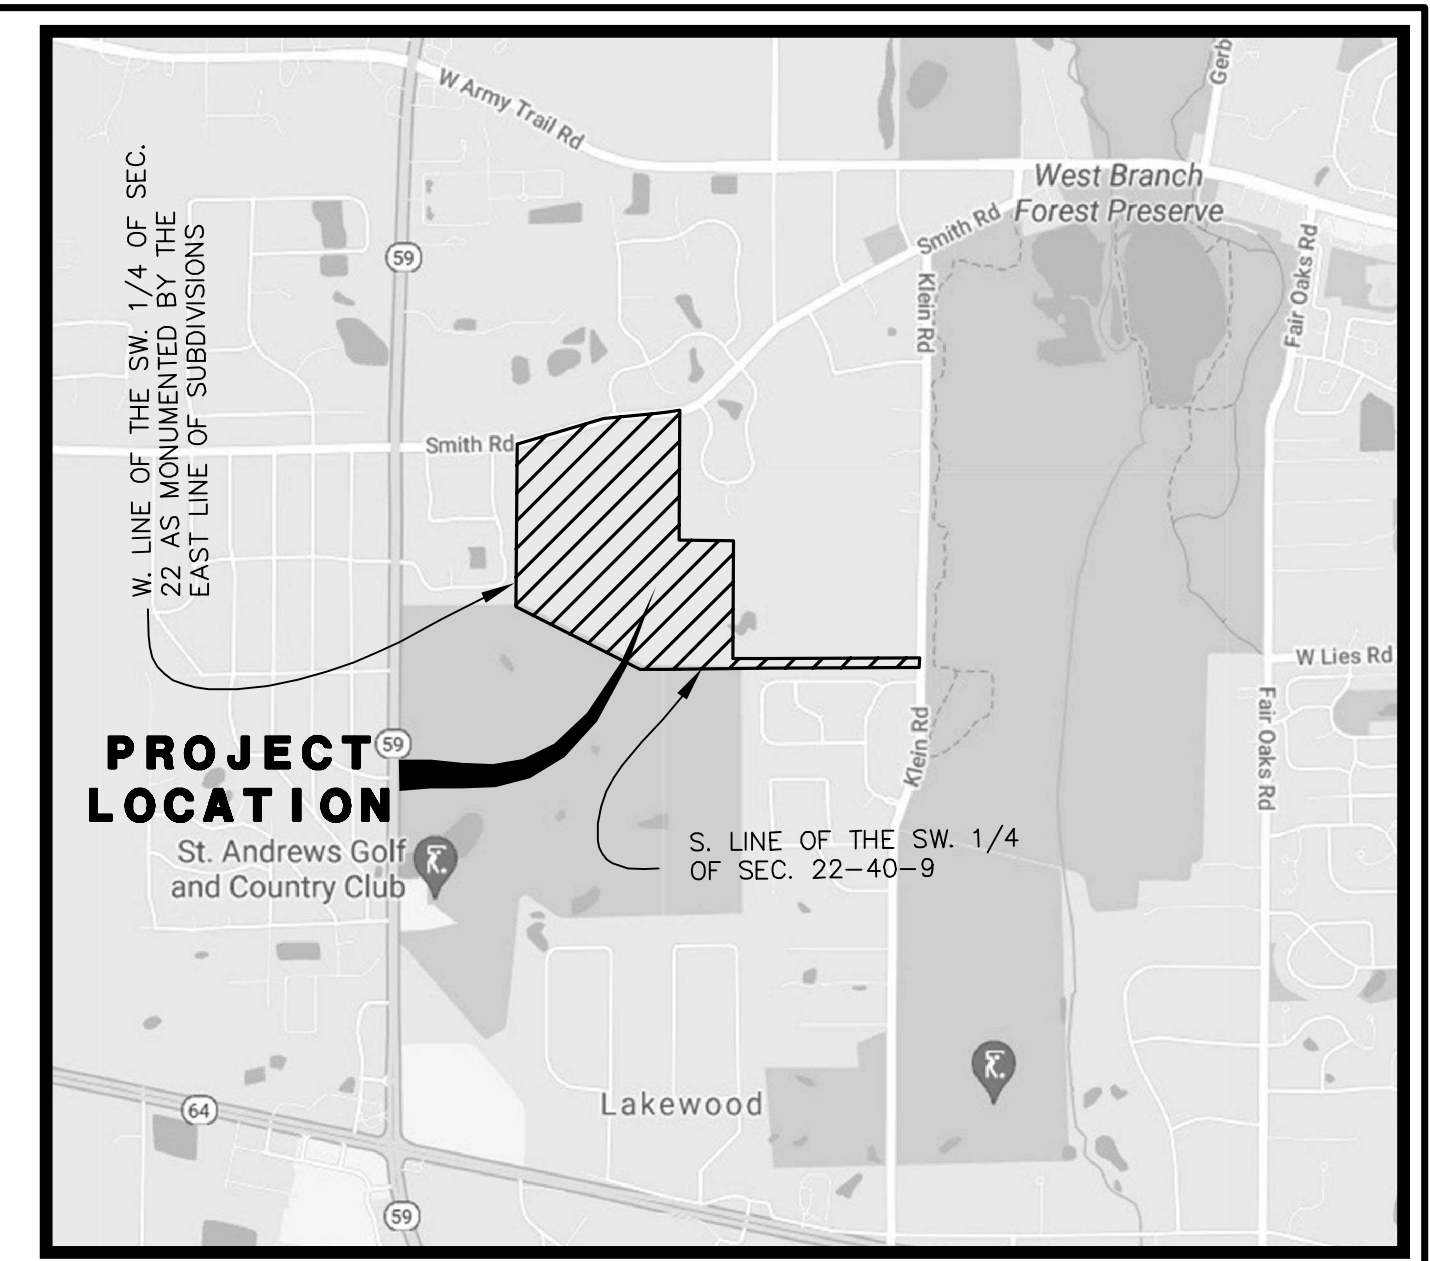 W Army Trail Rd
Gerb
West Branch
Forest Preserve
Smith Rd
Klein Rd
Fair Oaks Rd
59
W. LINE OF THE SW. 1/4 OF SEC.
22 AS MONUMENTED BY THE
EAST LINE OF SUBDIVISIONS
Smith Rd
W Lies Rd
Fair Oaks Rd
Klein Rd
PROJECT
LOCATION
59
St. Andrews Golf
and Country Club
S. LINE OF THE SW. 1/4
OF SEC. 22-40-9
Lakewood
64
59